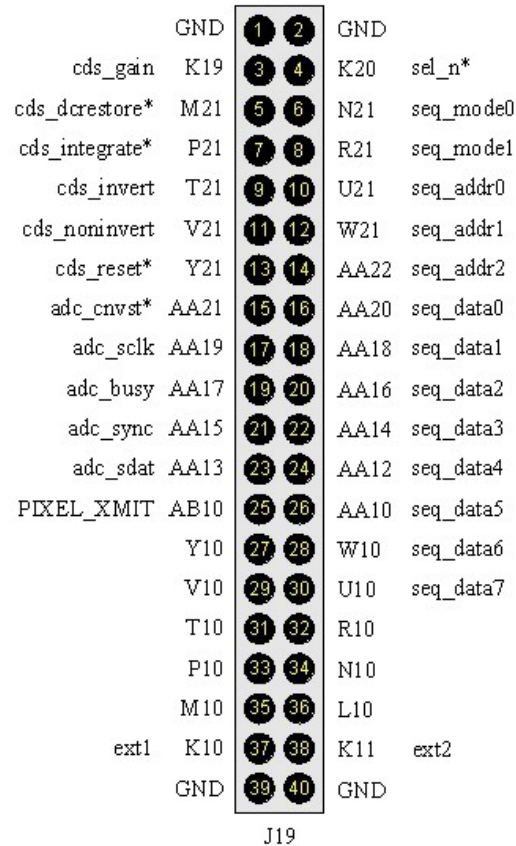 GND 1 2 GND
cds_gain K19 3 4 K20 sel_n*
cds_dcrestore* M21 5 6 N21 seq_mode0
cds_integrate* P21 7 8 R21 seq_mode1
cds_invert T21 9 10 U21 seq_addr0
cds_noninvert V21 11 12 W21 seq_addr1
cds_reset* Y21 13 14 AA22 seq_addr2
adc_cnvst* AA21 15 16 AA20 seq_data0
adc_sclk AA19 17 18 AA18 seq_data1
adc_busy AA17 19 20 AA16 seq_data2
adc_sync AA15 21 22 AA14 seq_data3
adc_sdat AA13 23 24 AA12 seq_data4
PIXEL_XMIT AB10 25 26 AA10 seq_data5
Y10 27 28 W10 seq_data6
V10 29 30 U10 seq_data7
T10 31 32 R10
P10 33 34 N10
M10 35 36 L10
ext1 K10 37 38 K11 ext2
GND 39 40 GND
J19